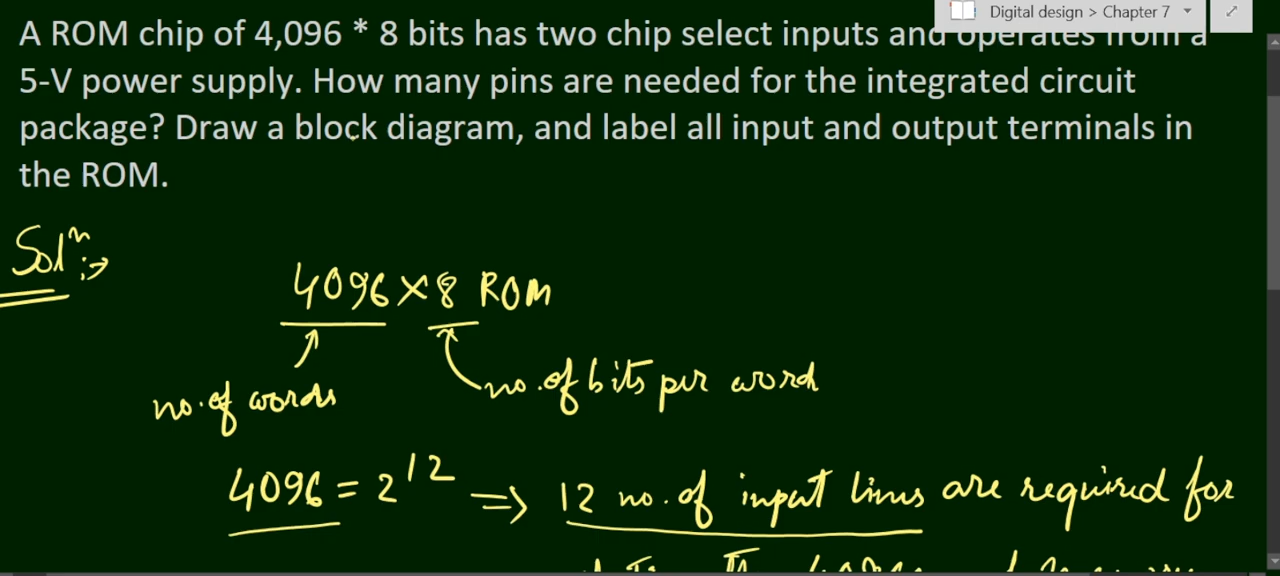 Digital design > Chapter 7
A ROM chip of 4,096 * 8 bits has two chip select inputs and operates from a
5-V power supply. How many pins are needed for the integrated circuit
package? Draw a block diagram, and label all input and output terminals in
the ROM.
Solⁿ :->
4096 × 8 ROM
no. of bits per word
no. of words
4096 = 2¹² => 12 no. of input lines are required for